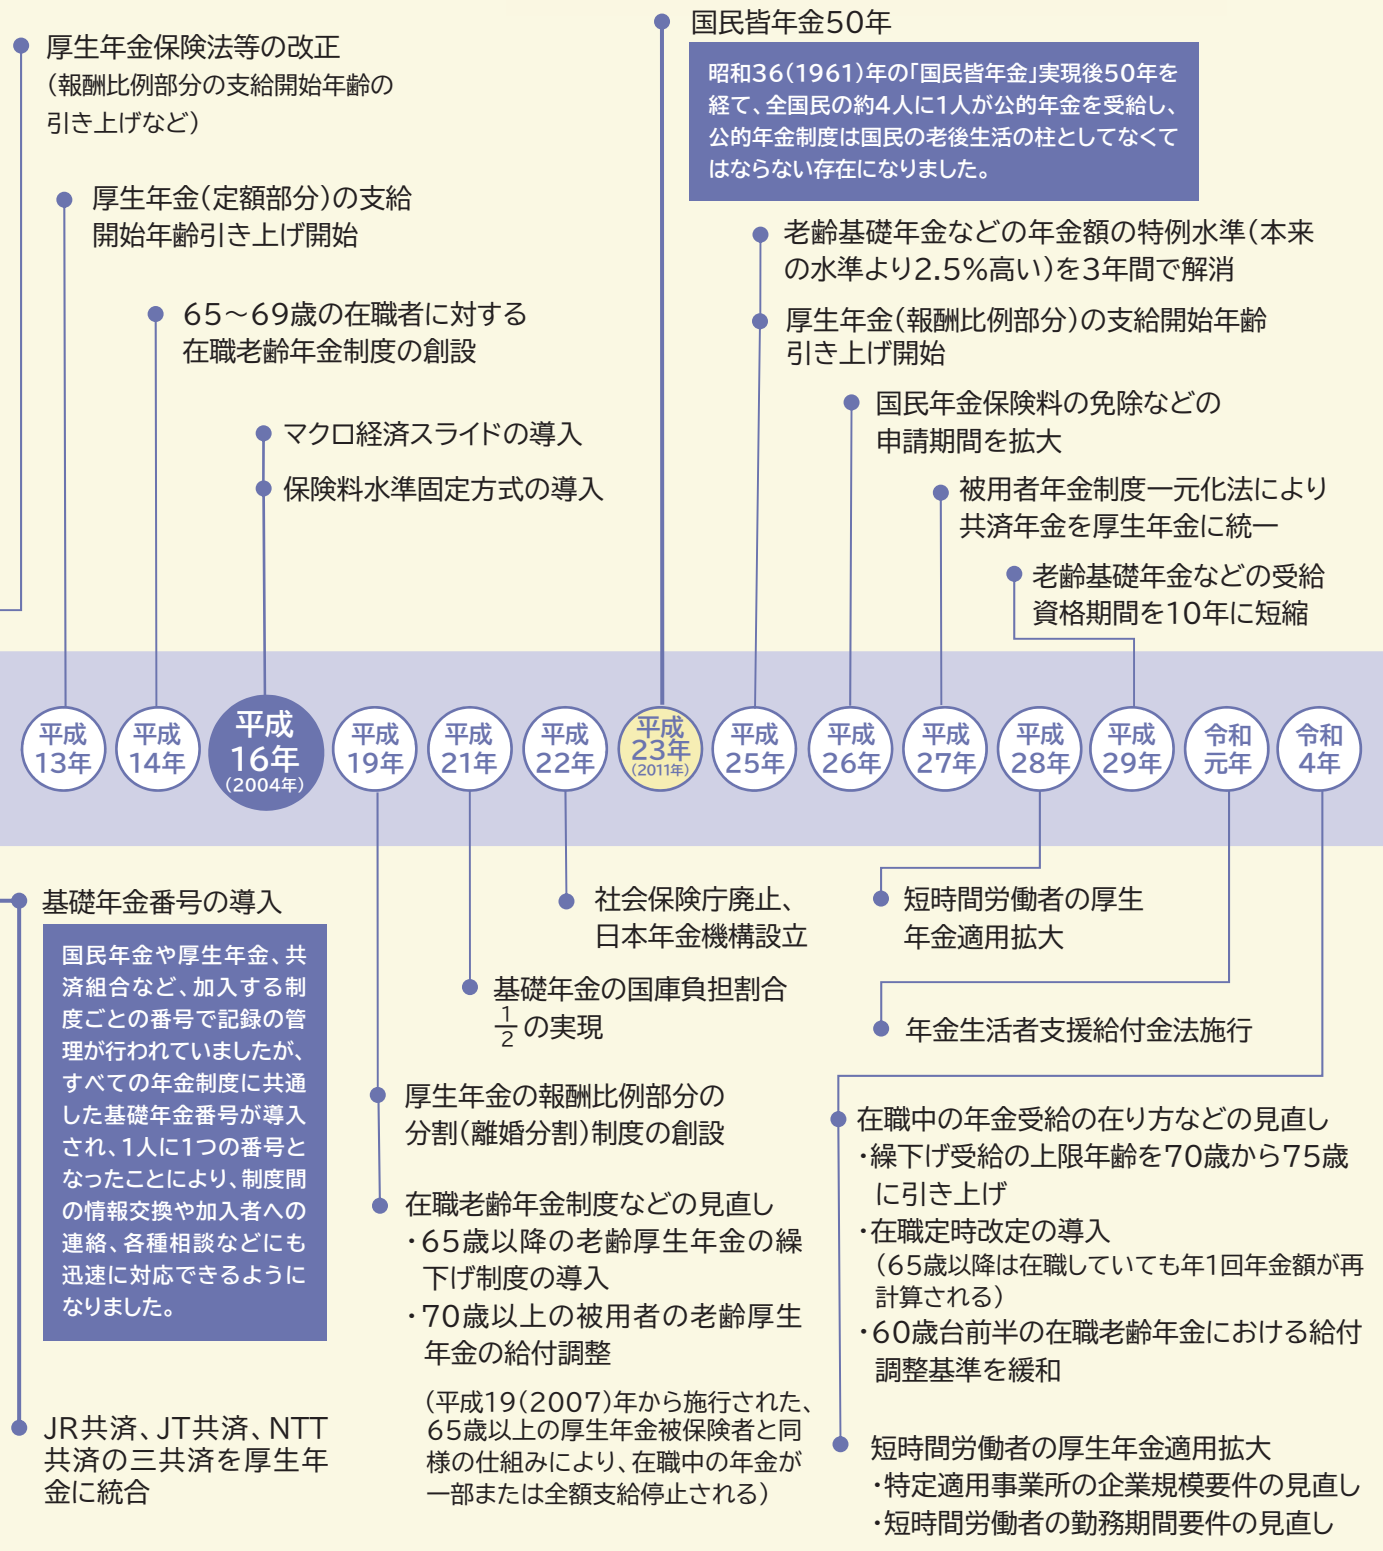 厚生年金保険法等の改正
（報酬比例部分の支給開始年齢の
引き上げなど）
厚生年金（定額部分）の支給
開始年齢引き上げ開始
65～69歳の在職者に対する
在職老齢年金制度の創設
マクロ経済スライドの導入
保険料水準固定方式の導入
国民皆年金50年
昭和36（1961）年の「国民皆年金」実現後50年を
経て、全国民の約4人に1人が公的年金を受給し、
公的年金制度は国民の老後生活の柱としてなくて
はならない存在になりました。
老齢基礎年金などの年金額の特例水準（本来
の水準より2.5%高い）を3年間で解消
厚生年金（報酬比例部分）の支給開始年齢
引き上げ開始
国民年金保険料の免除などの
申請期間を拡大
被用者年金制度一元化法により
共済年金を厚生年金に統一
老齢基礎年金などの受給
資格期間を10年に短縮
平成
13年
平成
14年
平成
16年
（2004年）
平成
19年
平成
21年
平成
22年
平成
23年
（2011年）
平成
25年
平成
26年
平成
27年
平成
28年
平成
29年
令和
元年
令和
4年
基礎年金番号の導入
国民年金や厚生年金、共
済組合など、加入する制
度ごとの番号で記録の管
理が行われていましたが、
すべての年金制度に共通
した基礎年金番号が導入
され、1人に1つの番号と
なったことにより、制度間
の情報交換や加入者への
連絡、各種相談などにも
迅速に対応できるように
なりました。
JR共済、JT共済、NTT
共済の三共済を厚生年
金に統合
社会保険庁廃止、
日本年金機構設立
基礎年金の国庫負担割合
1/2の実現
厚生年金の報酬比例部分の
分割（離婚分割）制度の創設
在職老齢年金制度などの見直し
・65歳以降の老齢厚生年金の繰
下げ制度の導入
・70歳以上の被用者の老齢厚生
年金の給付調整
（平成19（2007）年から施行された、
65歳以上の厚生年金被保険者と同
様の仕組みにより、在職中の年金が
一部または全額支給停止される）
短時間労働者の厚生
年金適用拡大
年金生活者支援給付金法施行
在職中の年金受給の在り方などの見直し
・繰下げ受給の上限年齢を70歳から75歳
に引き上げ
・在職定時改定の導入
（65歳以降は在職していても年1回年金額が再
計算される）
・60歳台前半の在職老齢年金における給付
調整基準を緩和
短時間労働者の厚生年金適用拡大
・特定適用事業所の企業規模要件の見直し
・短時間労働者の勤務期間要件の見直し